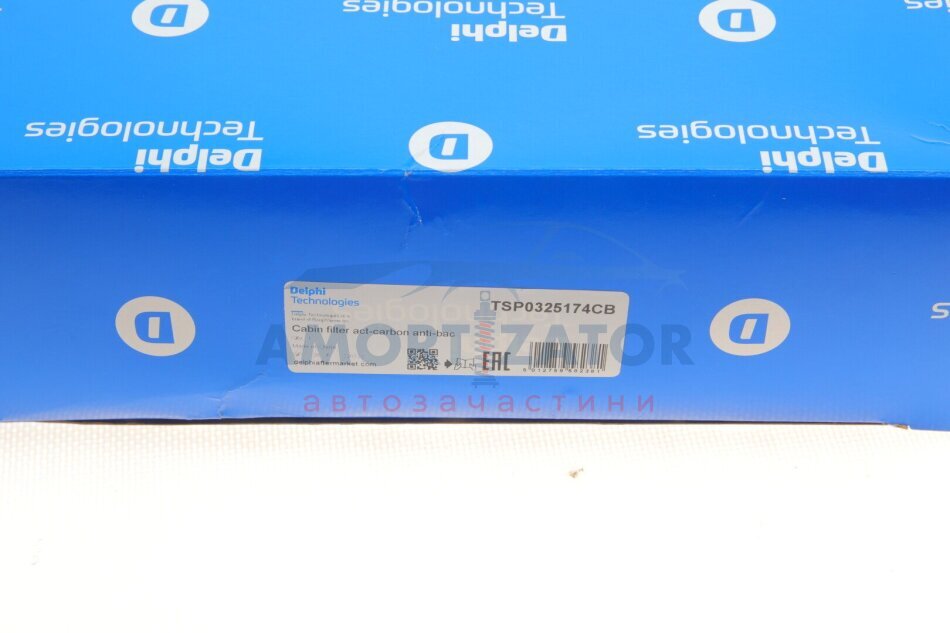 Technologies
Delphi
Technologies
Delphi
Technologies
Delphi
Delphi
Technologies
TSP0325174CB
Cabin filter act-carbon anti-bac
delphiaftermarket.com
EAC
AMORTIZATOR
автозачастини